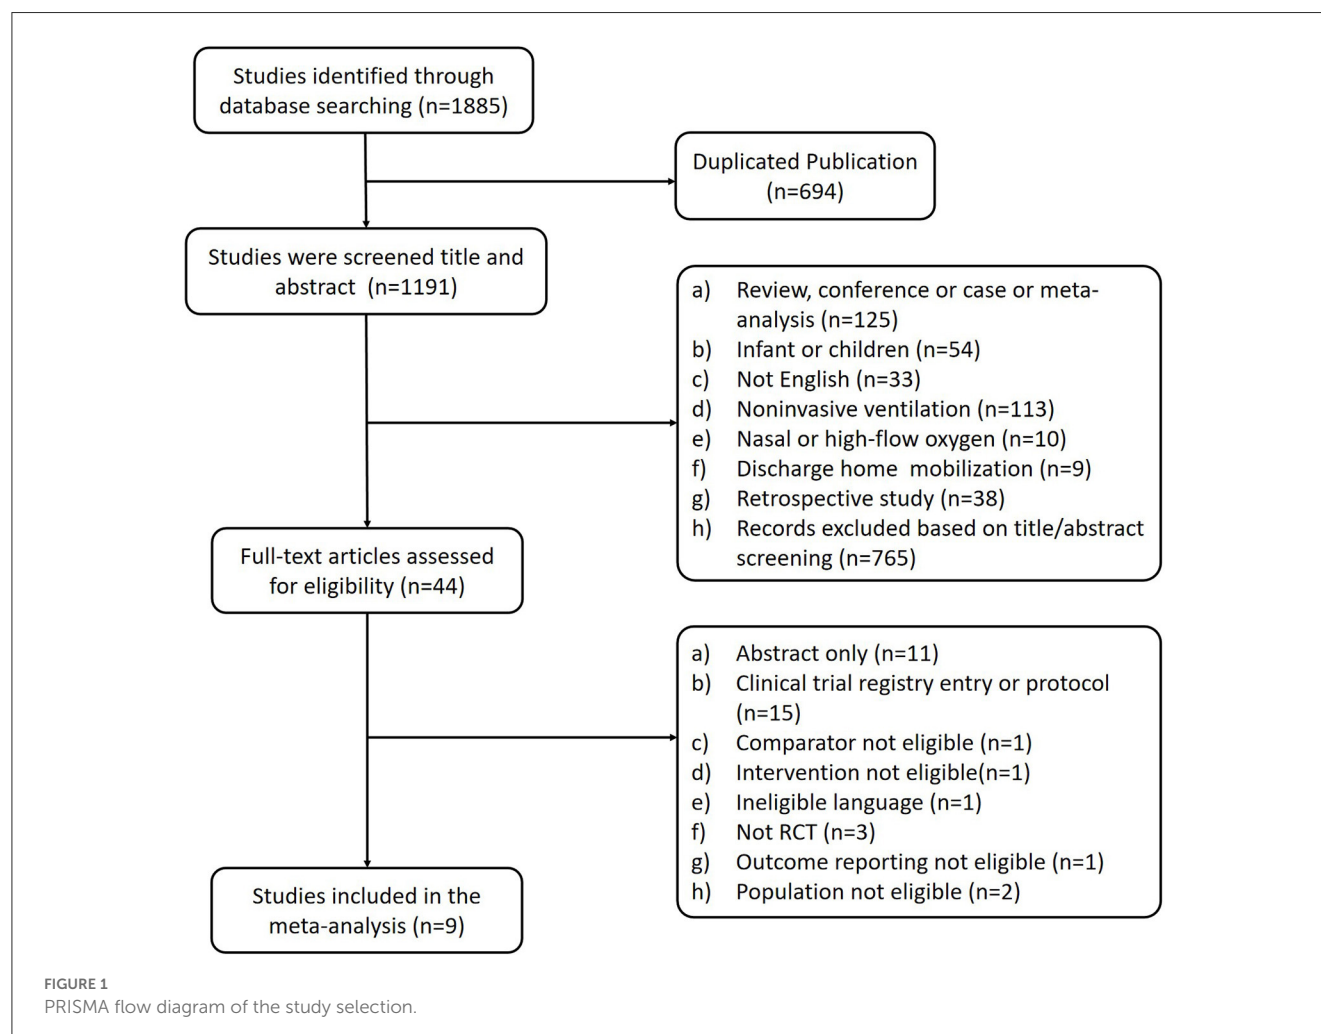 Studies identified through
database searching (n=1885)
Duplicated Publication
(n=694)
Studies were screened title and
abstract  (n=1191)
a) Review, conference or case or meta-
analysis (n=125)
b) Infant or children (n=54)
c) Not English (n=33)
d) Noninvasive ventilation (n=113)
e) Nasal or high-flow oxygen (n=10)
f) Discharge home  mobilization (n=9)
g) Retrospective study (n=38)
h) Records excluded based on title/abstract
screening (n=765)
Full-text articles assessed
for eligibility (n=44)
a) Abstract only (n=11)
b) Clinical trial registry entry or protocol
(n=15)
c) Comparator not eligible (n=1)
d) Intervention not eligible(n=1)
e) Ineligible language (n=1)
f) Not RCT (n=3)
g) Outcome reporting not eligible (n=1)
h) Population not eligible (n=2)
Studies included in the
meta-analysis (n=9)
FIGURE 1
PRISMA flow diagram of the study selection.